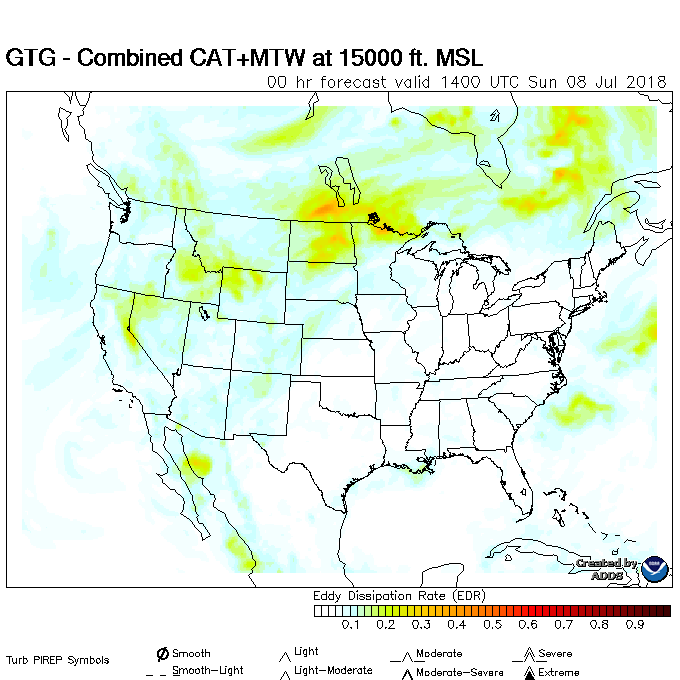 GTG - Combined CAT+MTW at 15000 ft. MSL
00 hr forecast valid 1400 UTC Sun 08 Jul 2018
Created by
ADDS
Eddy Dissipation Rate (EDR)
0.1 0.2 0.3 0.4 0.5 0.6 0.7 0.8 0.9
Turb PIREP Symbols
Smooth Light Moderate Severe
Smooth-Light Light-Moderate Moderate-Severe Extreme